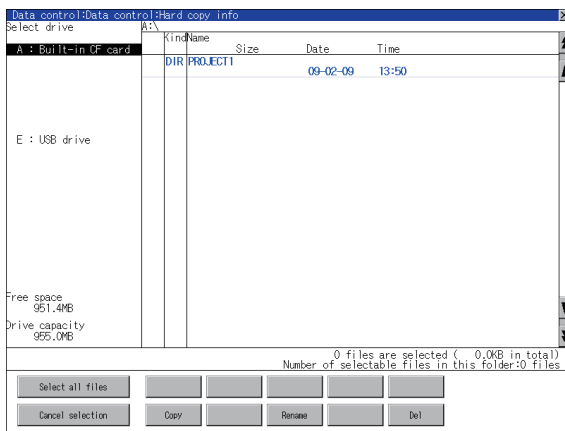 Data control:Data control:Hard copy info
Select drive
A:\
Kind Name
Size Date Time
A : Built-in CF card
DIR PROJECT1
09-02-09 13:50
E : USB drive
Free space
951.4MB
Drive capacity
955.0MB
0 files are selected ( 0.0KB in total)
Number of selectable files in this folder:0 files
Select all files
Cancel selection Copy Rename Del